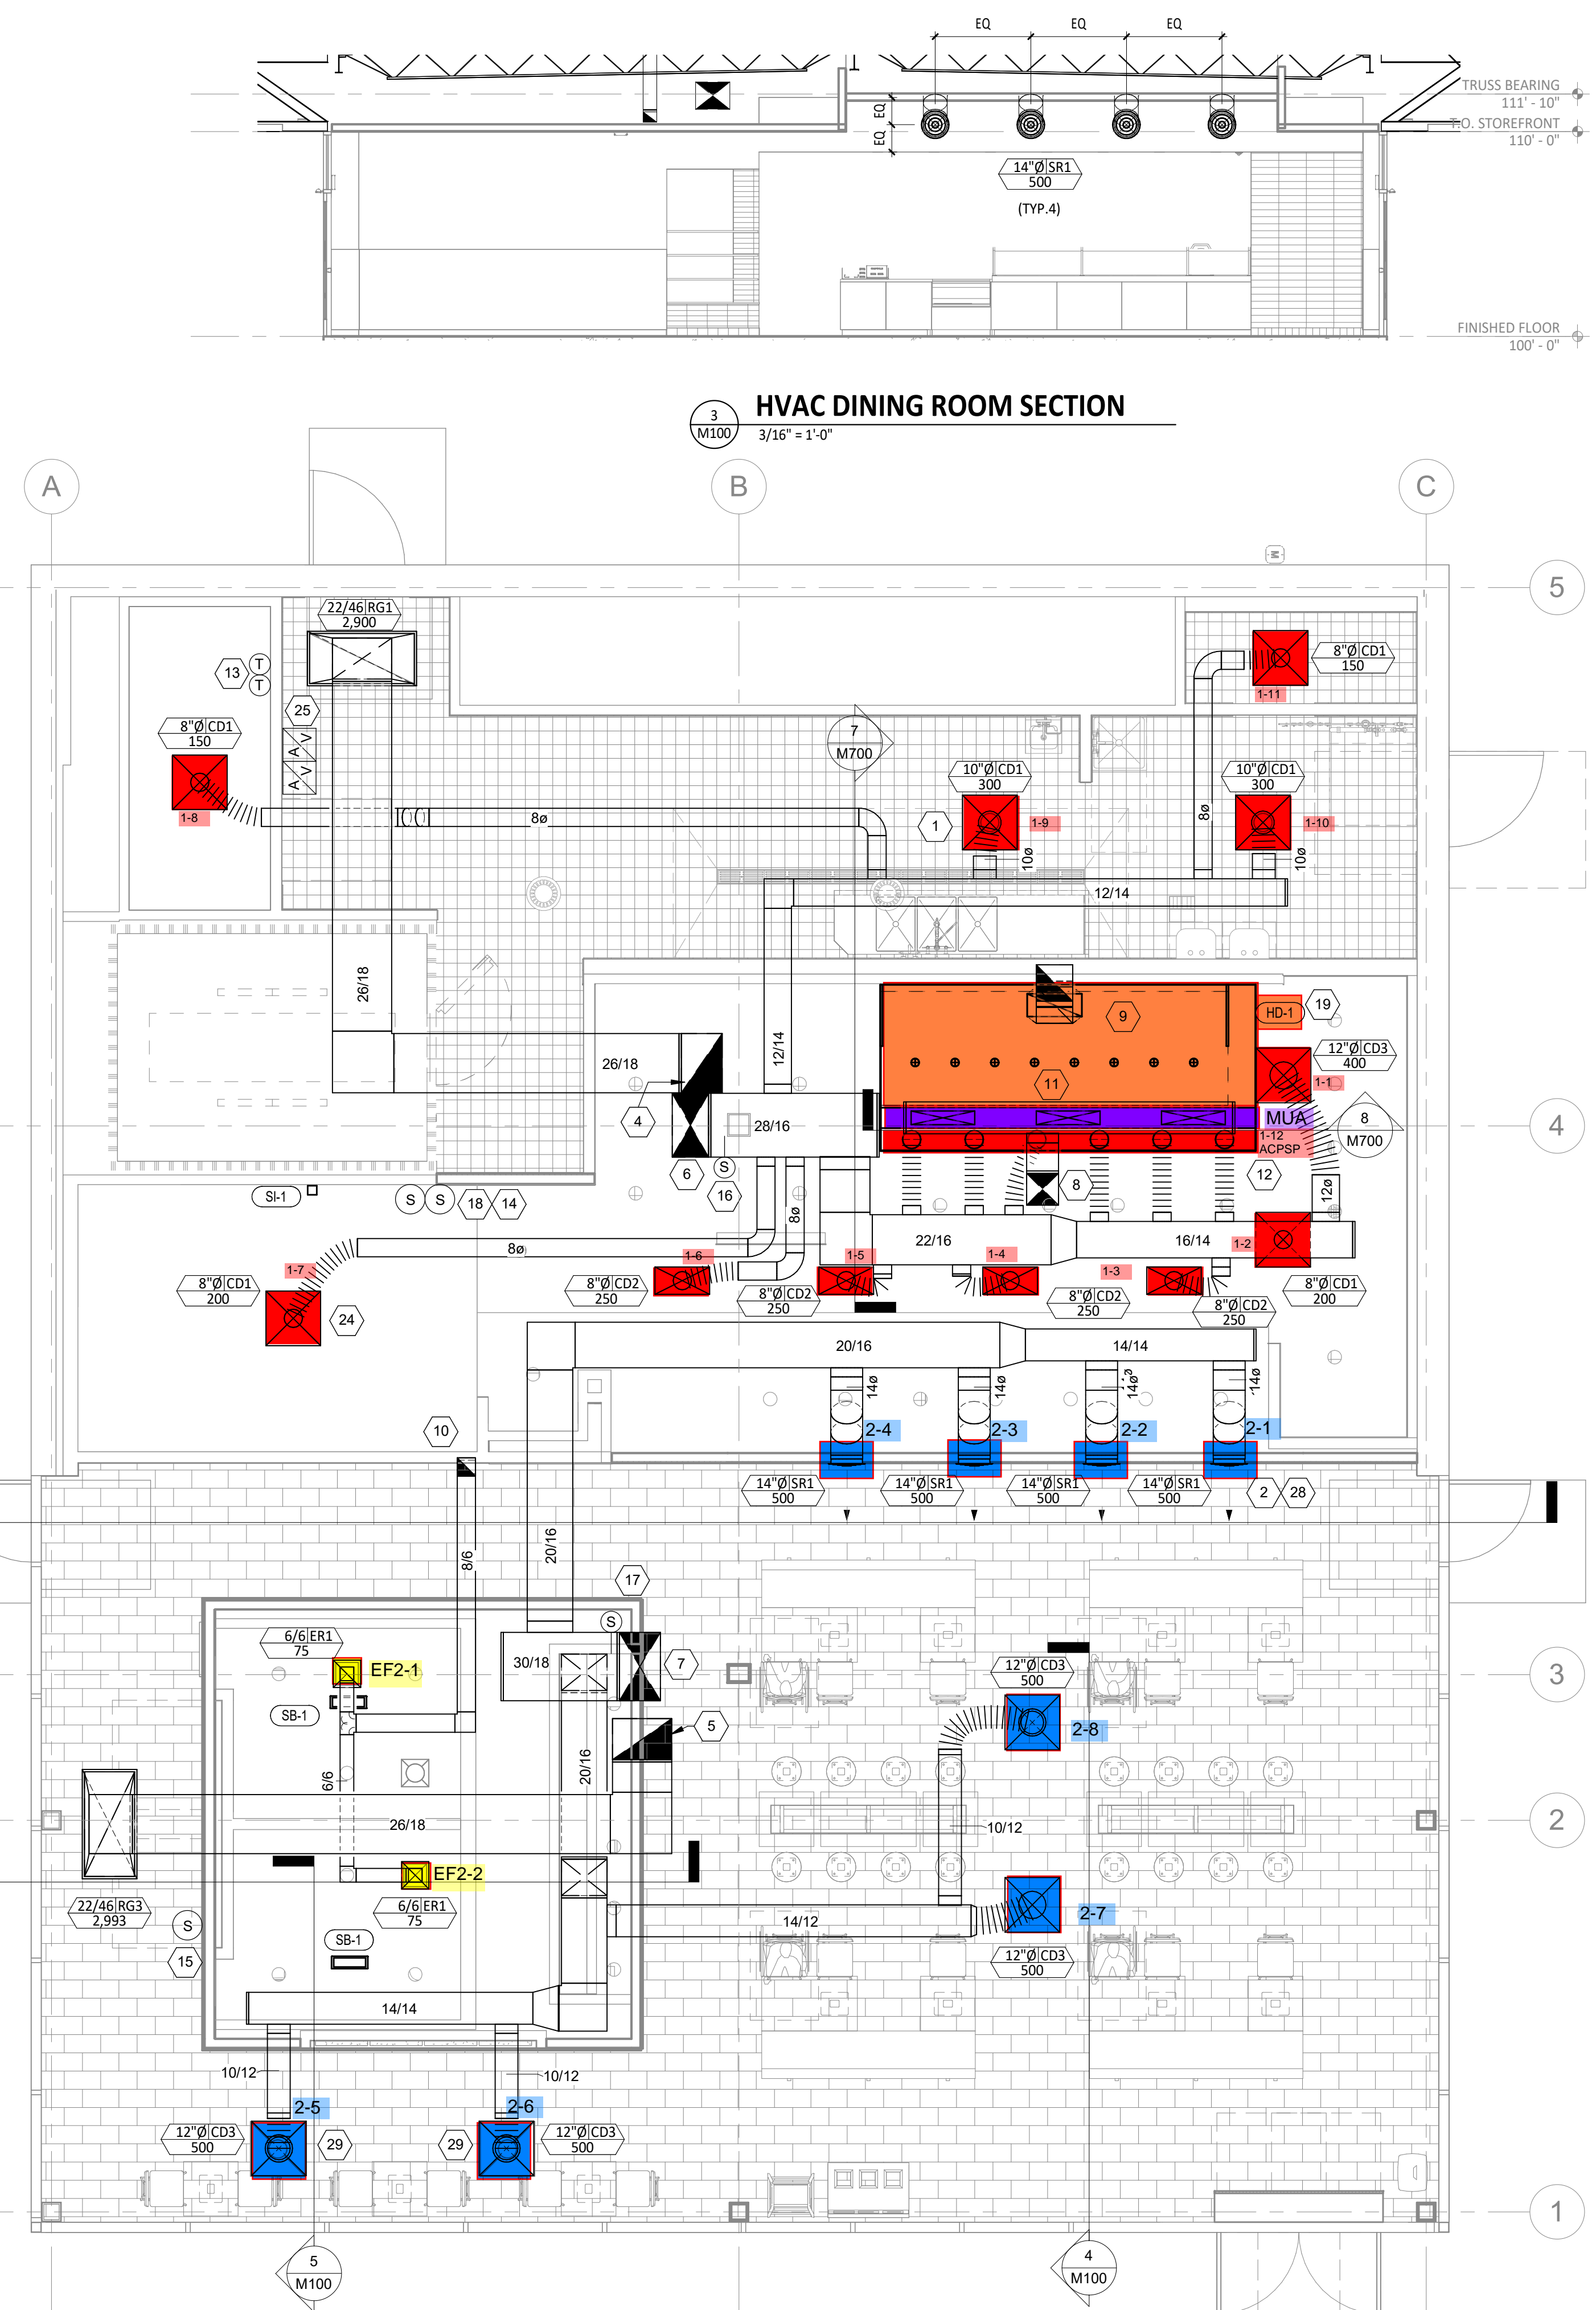 EQ EQ EQ
TRUSS BEARING
111' - 10"
EQ
T.O. STOREFRONT
110' - 0"
EQ
14"Ø SR1
500
(TYP.4)
FINISHED FLOOR
100' - 0"
3
M100
HVAC DINING ROOM SECTION
3/16" = 1'-0"
A
B
C
M
5
22/46 RG1
2,900
13
T
T
8"Ø CD1
150
1-11
25
8"Ø CD1
150
A V
A V
7
M700
10"Ø CD1
300
10"Ø CD1
300
1-8
8ø
1
1-9
8ø
1-10
10ø
10ø
12/14
26/18
9
HD-1
19
12"Ø CD3
400
12/14
26/18
11
1-1
4
28/16
MUA
8
M700
4
1-12
ACPSP
6
S
12
SI-1
S
S
18
14
16
8
8ø
12ø
8ø
22/16
16/14
1-2
1-7
1-6
1-5
1-4
1-3
8"Ø CD1
200
8"Ø CD2
250
8"Ø CD2
250
8"Ø CD2
250
8"Ø CD2
250
8"Ø CD1
200
24
20/16
14/14
14ø
14ø
14ø
14ø
10
2-4
2-3
2-2
2-1
14"Ø SR1
500
14"Ø SR1
500
14"Ø SR1
500
14"Ø SR1
500
2
28
8/6
20/16
17
6/6 ER1
75
S
EF2-1
30/18
7
12"Ø CD3
500
3
SB-1
5
2-8
6/6
20/16
26/18
10/12
2
EF2-2
22/46 RG3
2,993
S
6/6 ER1
75
2-7
14/12
SB-1
15
12"Ø CD3
500
14/14
10/12
10/12
2-5
2-6
12"Ø CD3
500
29
29
12"Ø CD3
500
1
5
M100
4
M100